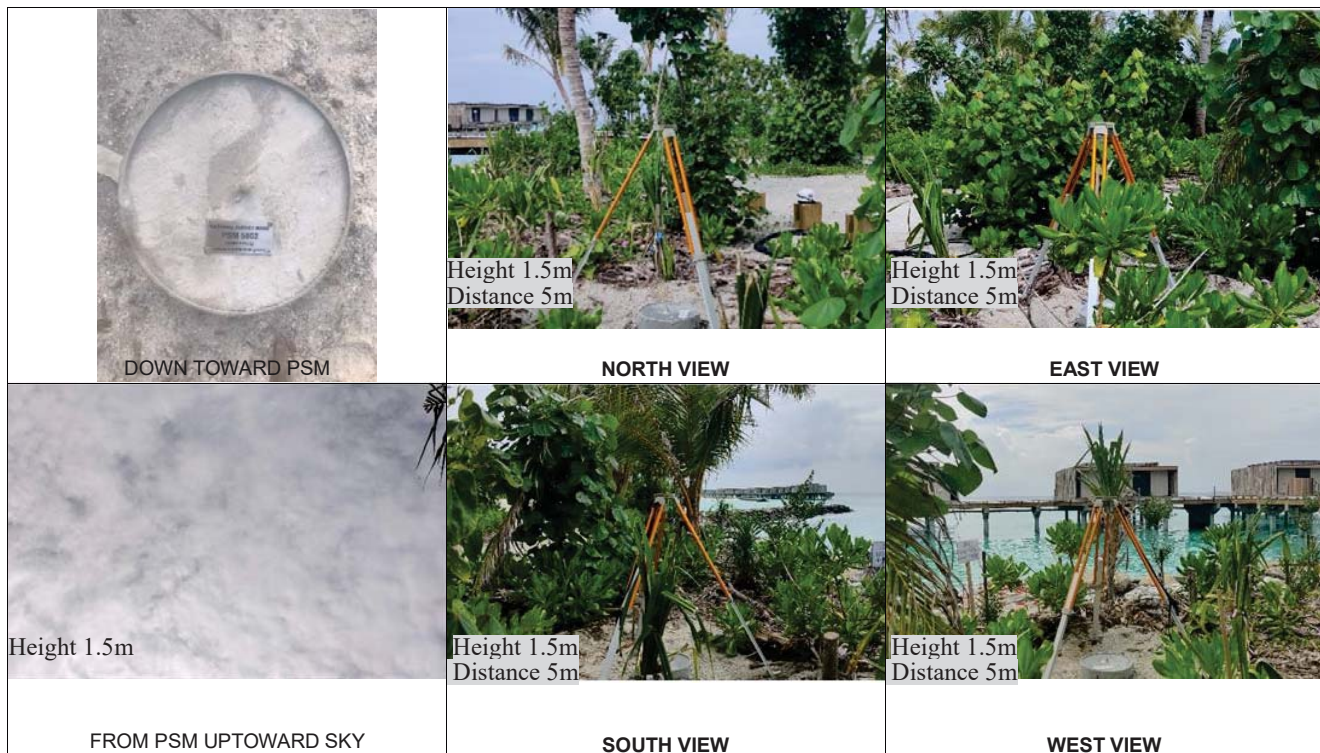 PSM 5802
DOWN TOWARD PSM
Height 1.5m
Distance 5m
NORTH VIEW
Height 1.5m
Distance 5m
EAST VIEW
Height 1.5m
FROM PSM UPTOWARD SKY
Height 1.5m
Distance 5m
SOUTH VIEW
Height 1.5m
Distance 5m
WEST VIEW